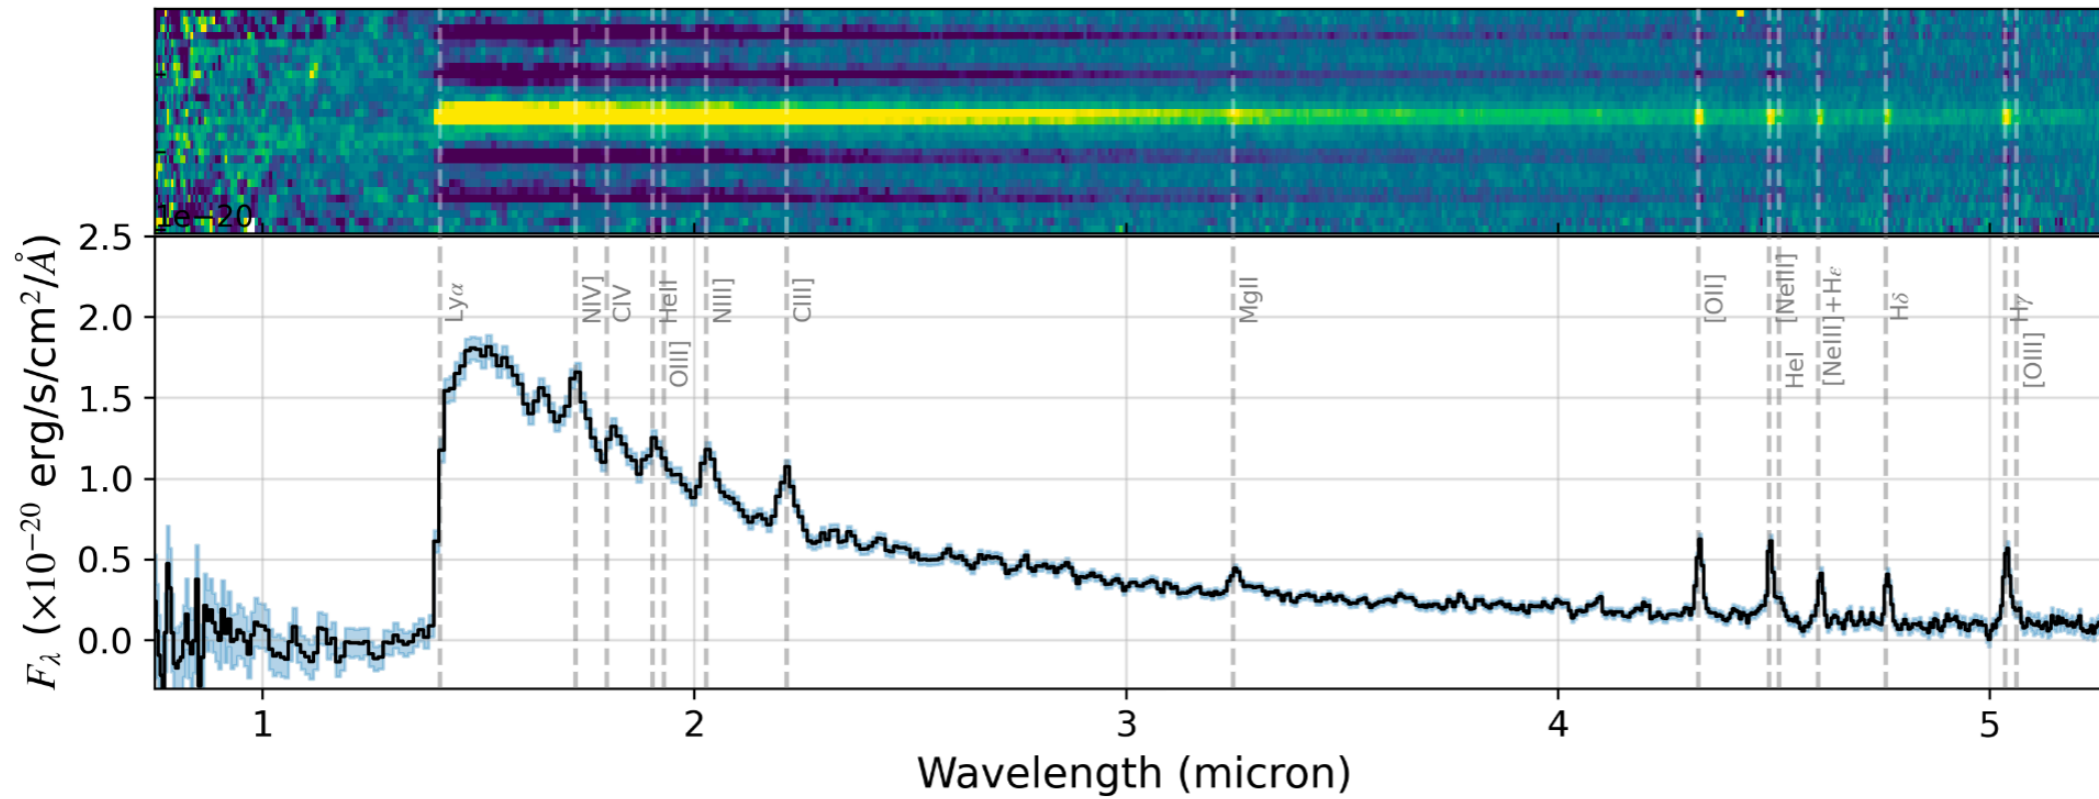 1e−20
2.5
2.0
1.5
1.0
0.5
0.0
F_λ (×10⁻²⁰ erg/s/cm²/Å)
Lyα
NIV]
CIV
HeII
OIII]
NIII]
CIII]
MgII
[OII]
[NeIII]
HeI
[NeIII]+Hε
Hδ
Hγ
[OIII]
1 2 3 4 5
Wavelength (micron)